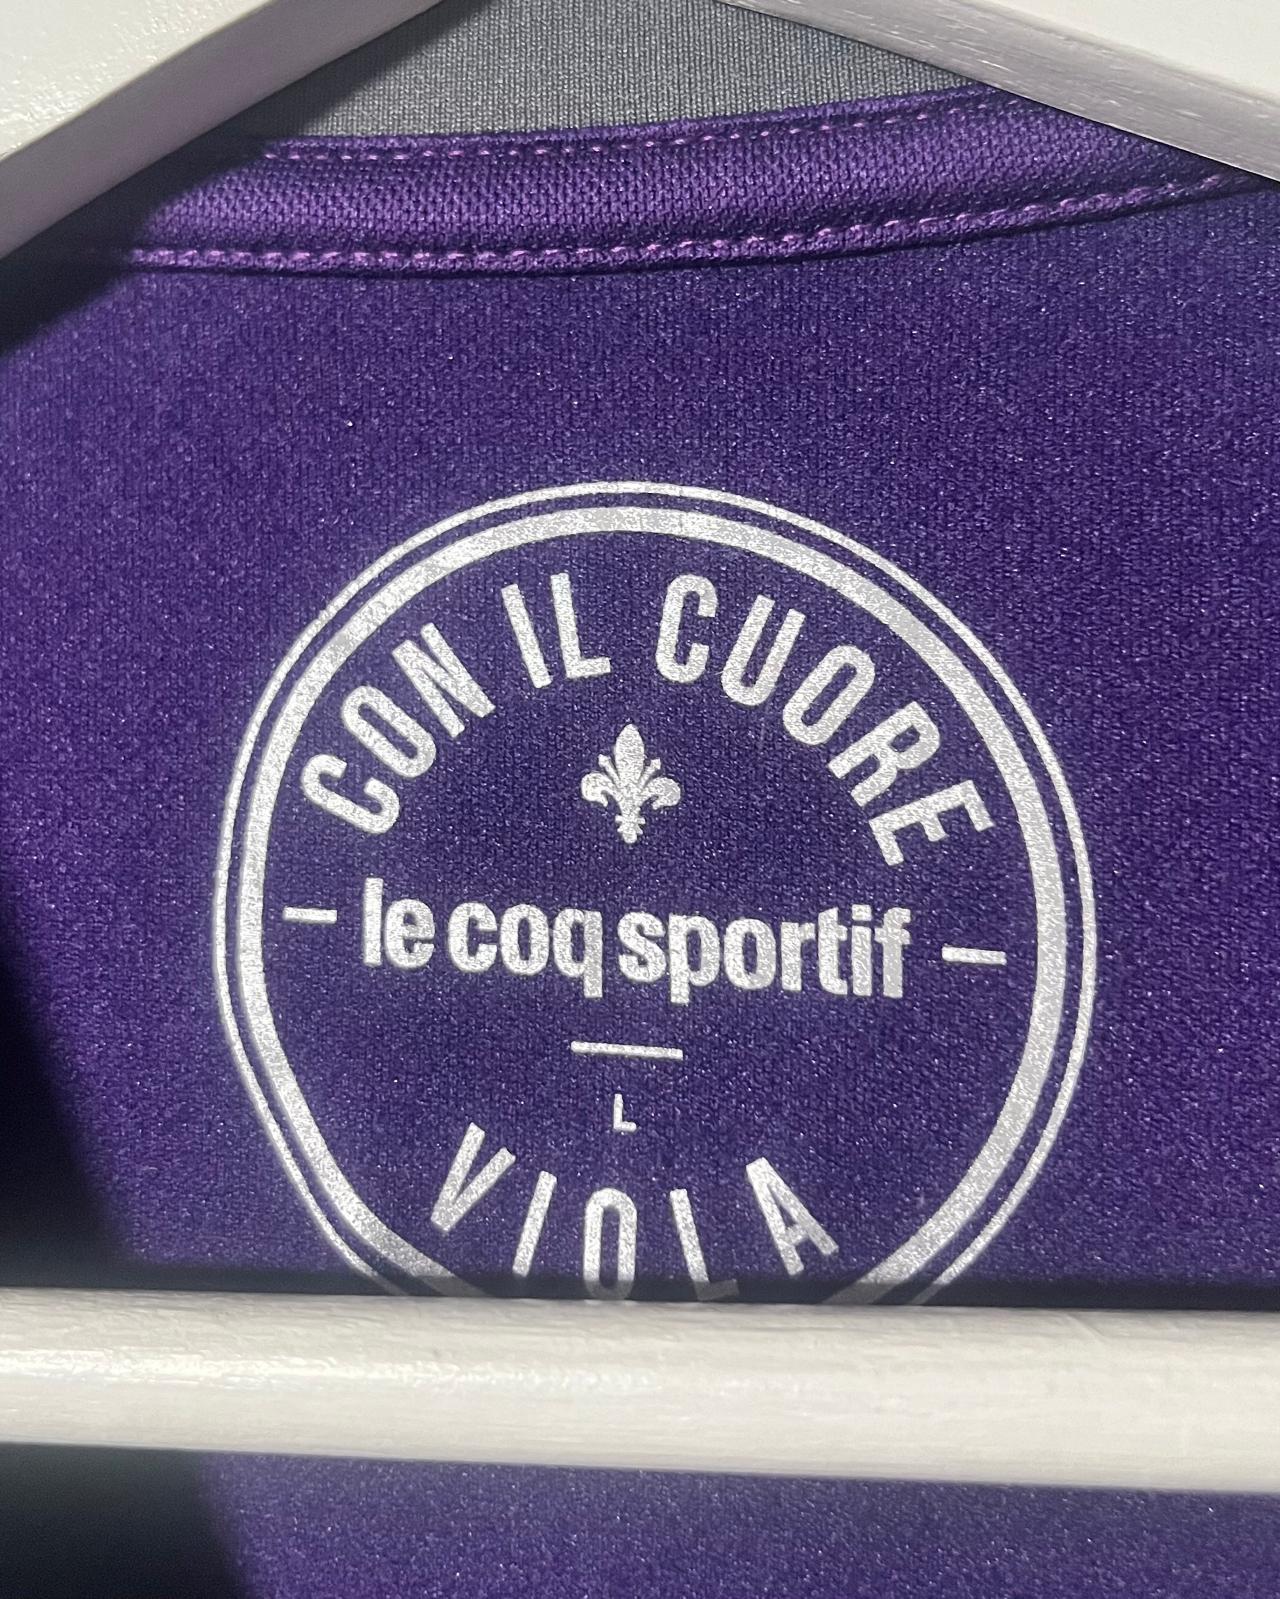 CON IL CUORE
le coq sportif
L
VIOLA